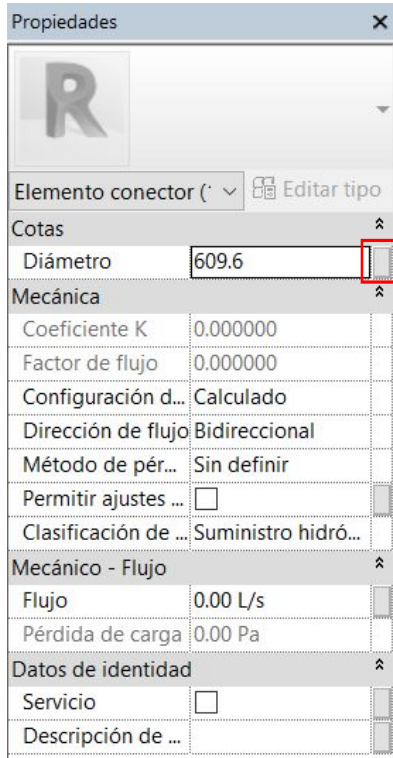 Propiedades
R
Elemento conector (1
Editar tipo
Cotas
Diámetro 609.6
Mecánica
Coeficiente K 0.000000
Factor de flujo 0.000000
Configuración d... Calculado
Dirección de flujo Bidireccional
Método de pér... Sin definir
Permitir ajustes ...
Clasificación de ... Suministro hidró...
Mecánico - Flujo
Flujo 0.00 L/s
Pérdida de carga 0.00 Pa
Datos de identidad
Servicio
Descripción de ...